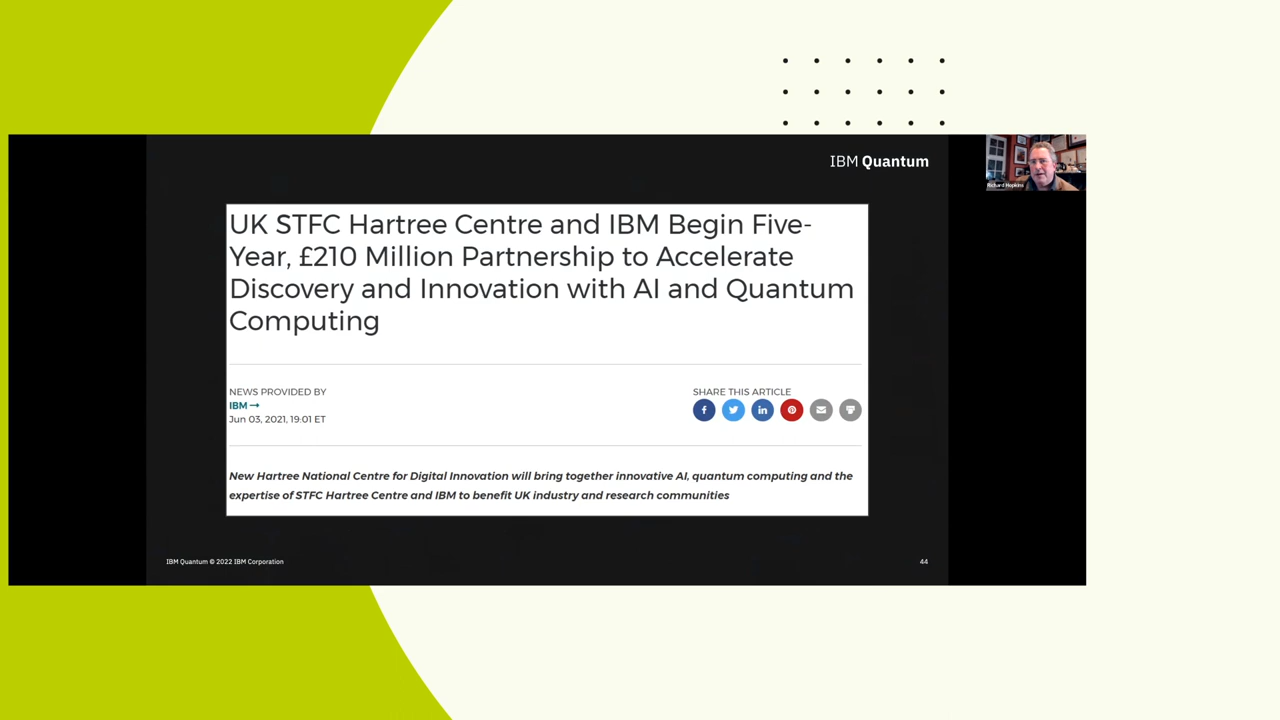 IBM Quantum
Richard Hopkins
UK STFC Hartree Centre and IBM Begin Five-
Year, £210 Million Partnership to Accelerate
Discovery and Innovation with AI and Quantum
Computing
NEWS PROVIDED BY
IBM →
Jun 03, 2021, 19:01 ET
SHARE THIS ARTICLE
New Hartree National Centre for Digital Innovation will bring together innovative AI, quantum computing and the
expertise of STFC Hartree Centre and IBM to benefit UK industry and research communities
IBM Quantum © 2022 IBM Corporation
44